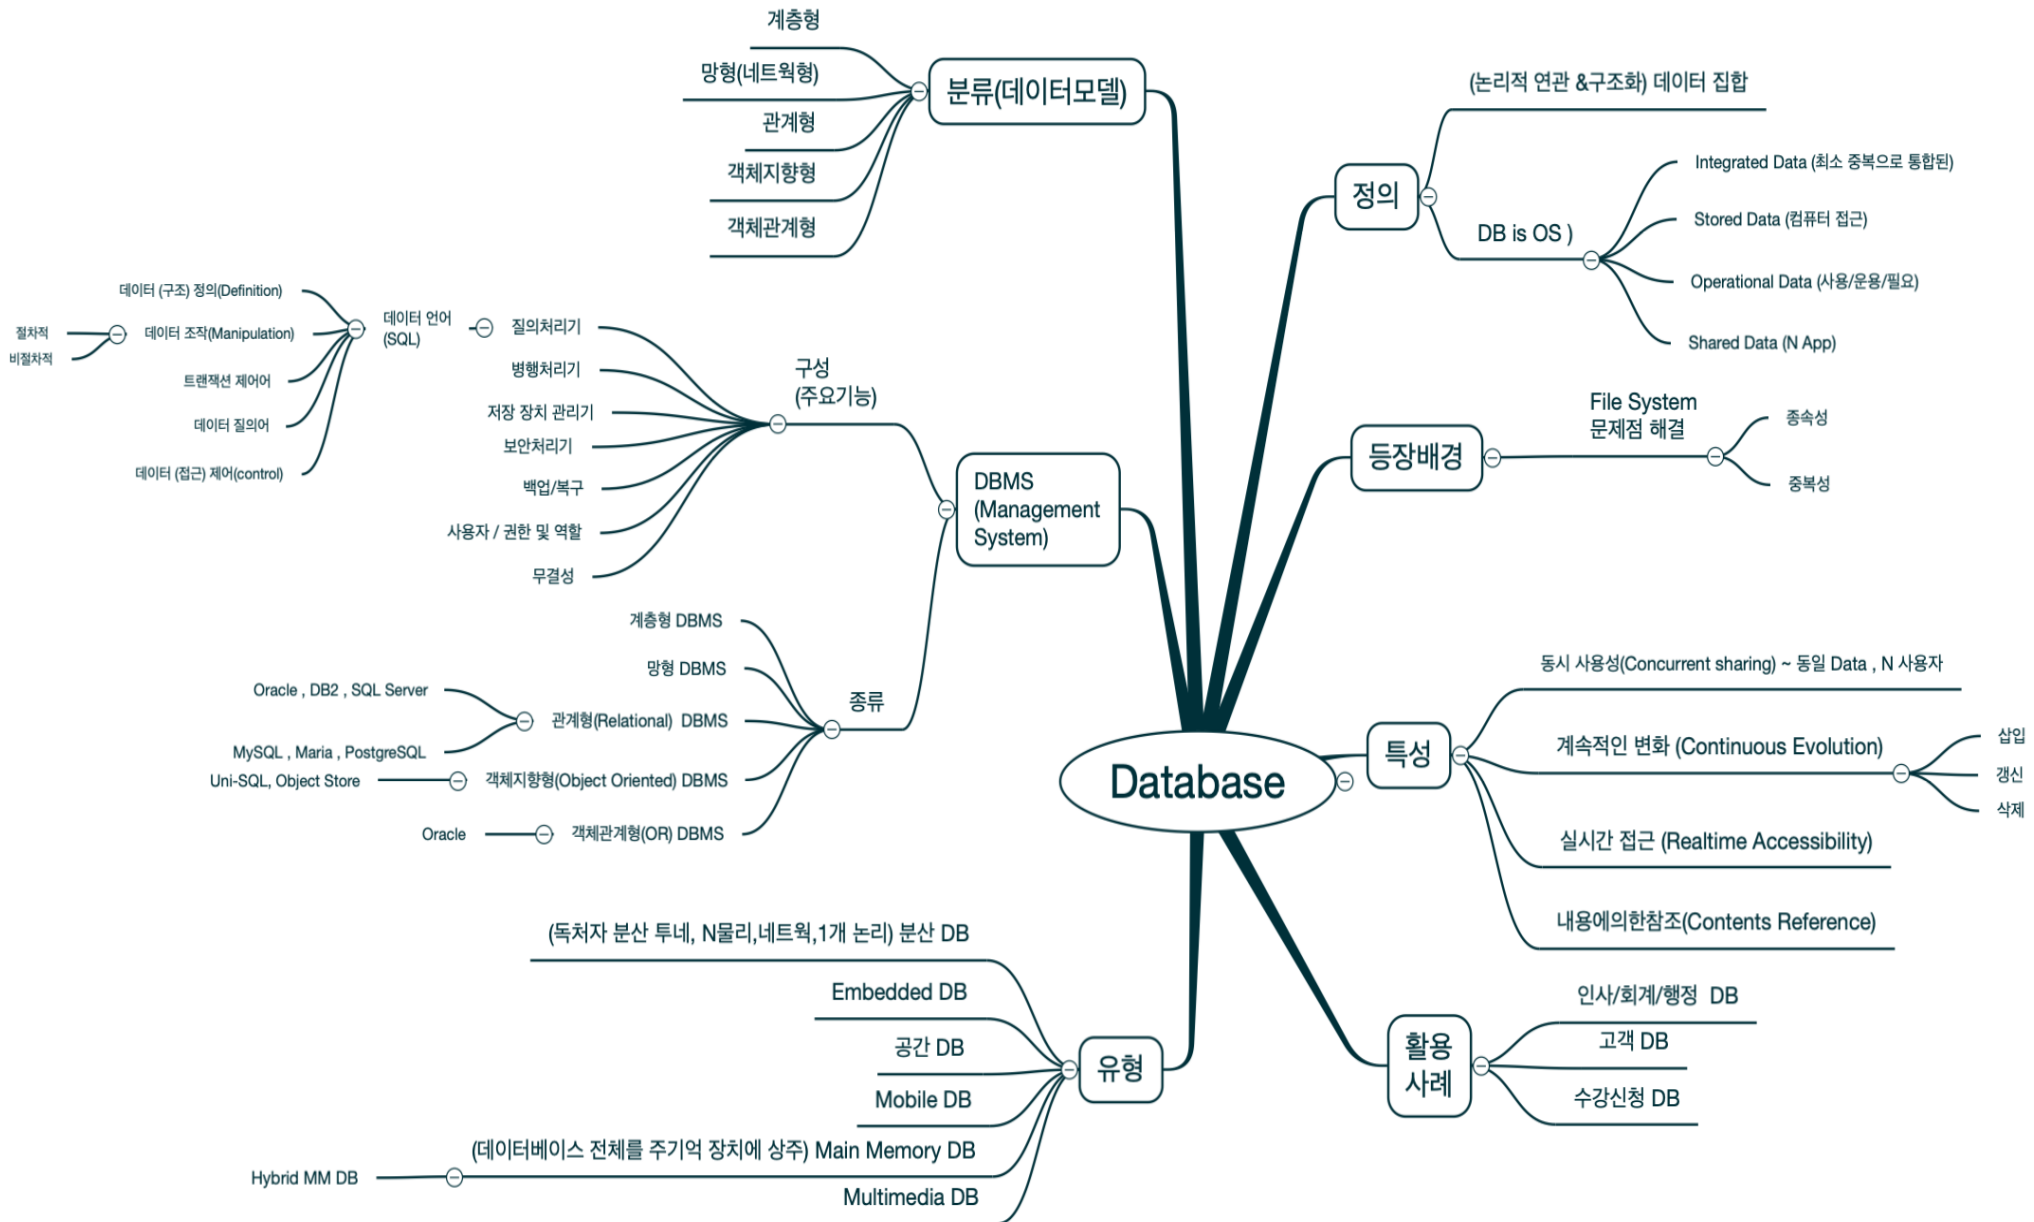 계층형
망형(네트웍형)
관계형
객체지향형
객체관계형
분류(데이터모델)
(논리적 연관 &구조화) 데이터 집합
정의
DB is OS )
Integrated Data (최소 중복으로 통합된)
Stored Data (컴퓨터 접근)
Operational Data (사용/운용/필요)
Shared Data (N App)
등장배경
File System
문제점 해결
종속성
중복성
데이터 (구조) 정의(Definition)
절차적
비절차적
데이터 조작(Manipulation)
트랜잭션 제어어
데이터 질의어
데이터 (접근) 제어(control)
데이터 언어
(SQL)
질의처리기
병행처리기
저장 장치 관리기
보안처리기
백업/복구
사용자 / 권한 및 역할
무결성
구성
(주요기능)
DBMS
(Management
System)
계층형 DBMS
망형 DBMS
Oracle , DB2 , SQL Server
MySQL , Maria , PostgreSQL
관계형(Relational) DBMS
Uni-SQL, Object Store
객체지향형(Object Oriented) DBMS
Oracle
객체관계형(OR) DBMS
종류
Database
특성
동시 사용성(Concurrent sharing) ~ 동일 Data , N 사용자
계속적인 변화 (Continuous Evolution)
삽입
갱신
삭제
실시간 접근 (Realtime Accessibility)
내용에의한참조(Contents Reference)
(독처자 분산 투네, N물리,네트웍,1개 논리) 분산 DB
Embedded DB
공간 DB
Mobile DB
(데이터베이스 전체를 주기억 장치에 상주) Main Memory DB
Hybrid MM DB
Multimedia DB
유형
활용
사례
인사/회계/행정 DB
고객 DB
수강신청 DB